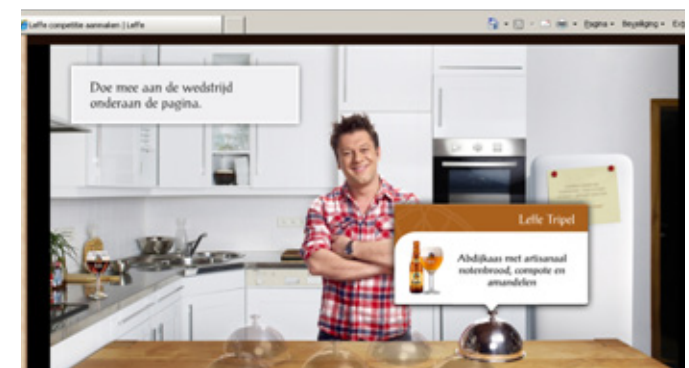 Leffe competitie aanmaken | Leffe
Pagina
Beveiliging
Doe mee aan de wedstrijd
onderaan de pagina.
Leffe Tripel
Abdijkaas met artisanaal
notenbrood, compote en
amandelen